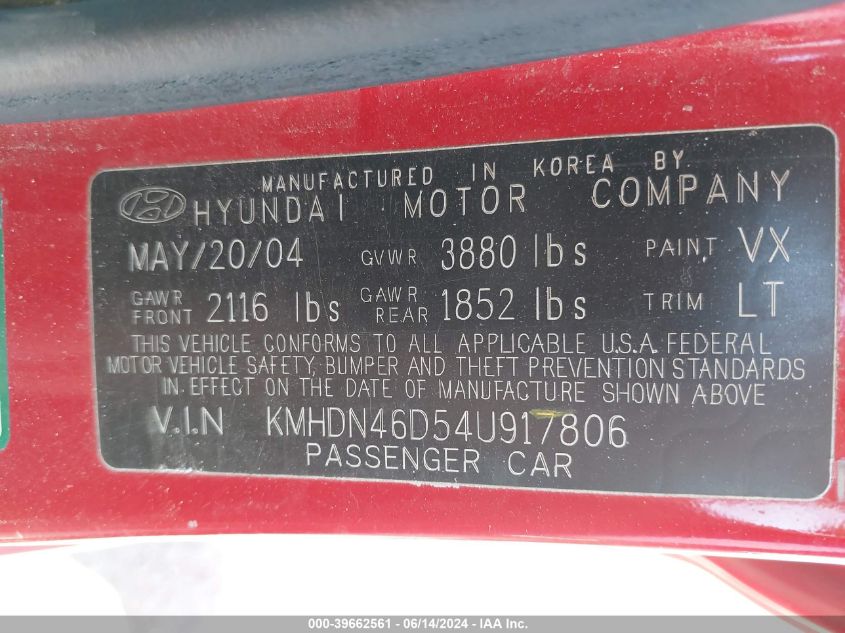 MANUFACTURED IN KOREA BY
HYUNDAI MOTOR COMPANY
MAY/20/04 GVWR 3880 lbs PAINT VX
GAWR FRONT 2116 lbs GAWR REAR 1852 lbs TRIM LT
THIS VEHICLE CONFORMS TO ALL APPLICABLE U.S.A. FEDERAL
MOTOR VEHICLE SAFETY, BUMPER AND THEFT PREVENTION STANDARDS
IN EFFECT ON THE DATE OF MANUFACTURE SHOWN ABOVE
V.I.N KMHDN46D54U917806
PASSENGER CAR
000-39662561 - 06/14/2024 - IAA Inc.